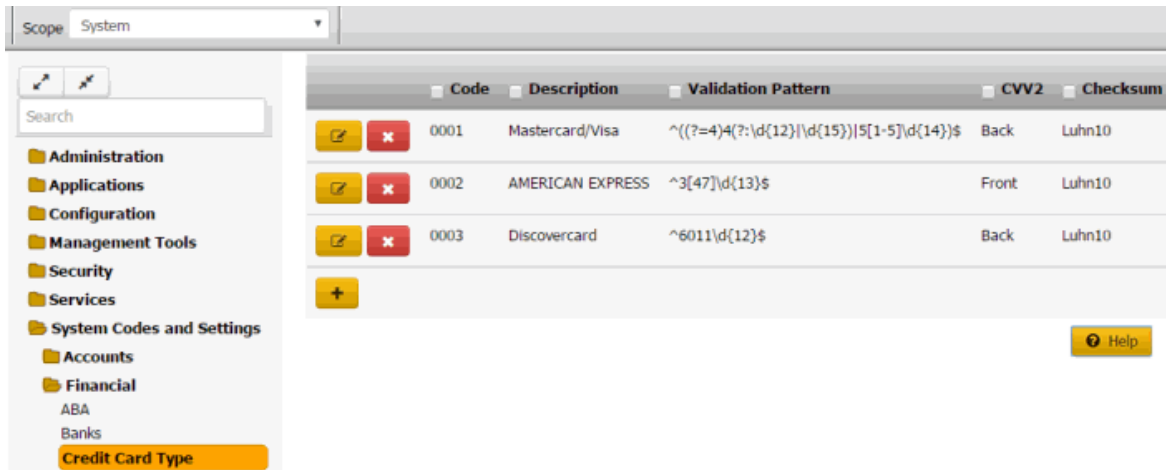 Scope System
Search
Administration
Applications
Configuration
Management Tools
Security
Services
System Codes and Settings
Accounts
Financial
ABA
Banks
Credit Card Type
Code Description Validation Pattern CVV2 Checksum
0001 Mastercard/Visa ^((?=4)4(?:\d{12}|\d{15})|5[1-5]\d{14})$ Back Luhn10
0002 AMERICAN EXPRESS ^3[47]\d{13}$ Front Luhn10
0003 Discovercard ^6011\d{12}$ Back Luhn10
Help